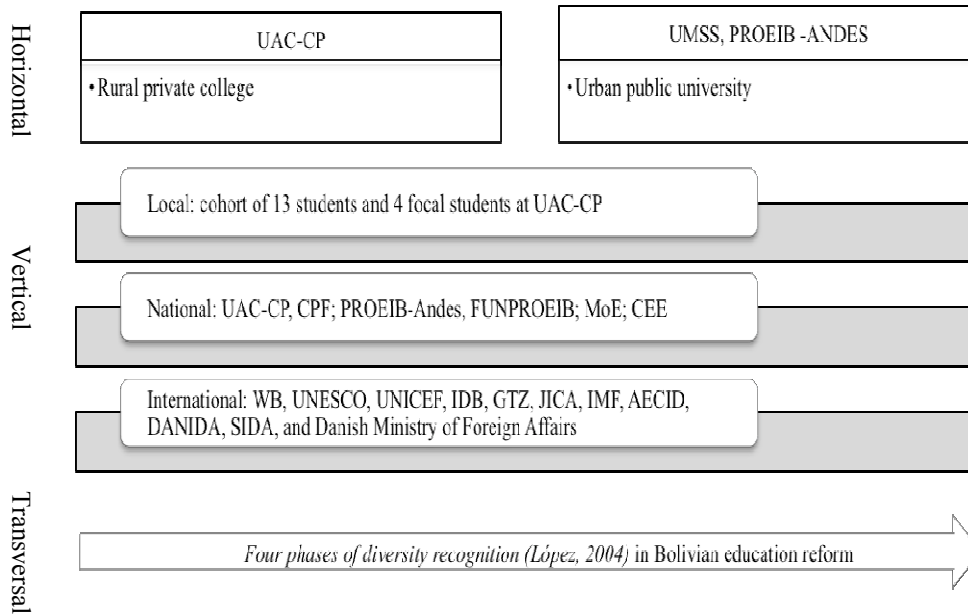 Horizontal
UAC-CP
•Rural private college
UMSS, PROEIB -ANDES
•Urban public university
Vertical
Local: cohort of 13 students and 4 focal students at UAC-CP
National: UAC-CP, CPF; PROEIB-Andes, FUNPROEIB; MoE; CEE
International: WB, UNESCO, UNICEF, IDB, GTZ, JICA, IMF, AECID,
DANIDA, SIDA, and Danish Ministry of Foreign Affairs
Transversal
Four phases of diversity recognition (López, 2004) in Bolivian education reform